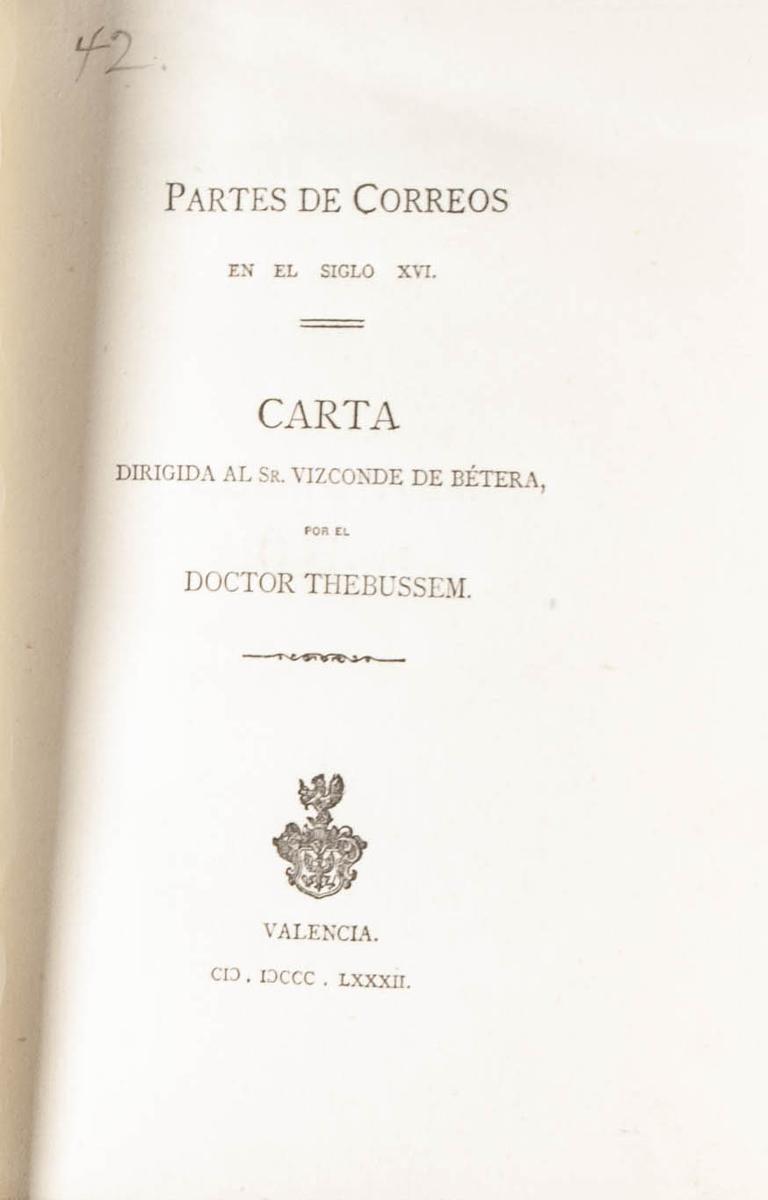 42.
PARTES DE CORREOS
EN EL SIGLO XVI.
CARTA
DIRIGIDA AL SR. VIZCONDE DE BÉTERA,
POR EL
DOCTOR THEBUSSEM.
VALENCIA.
CIↃ . IↃCCC . LXXXII.